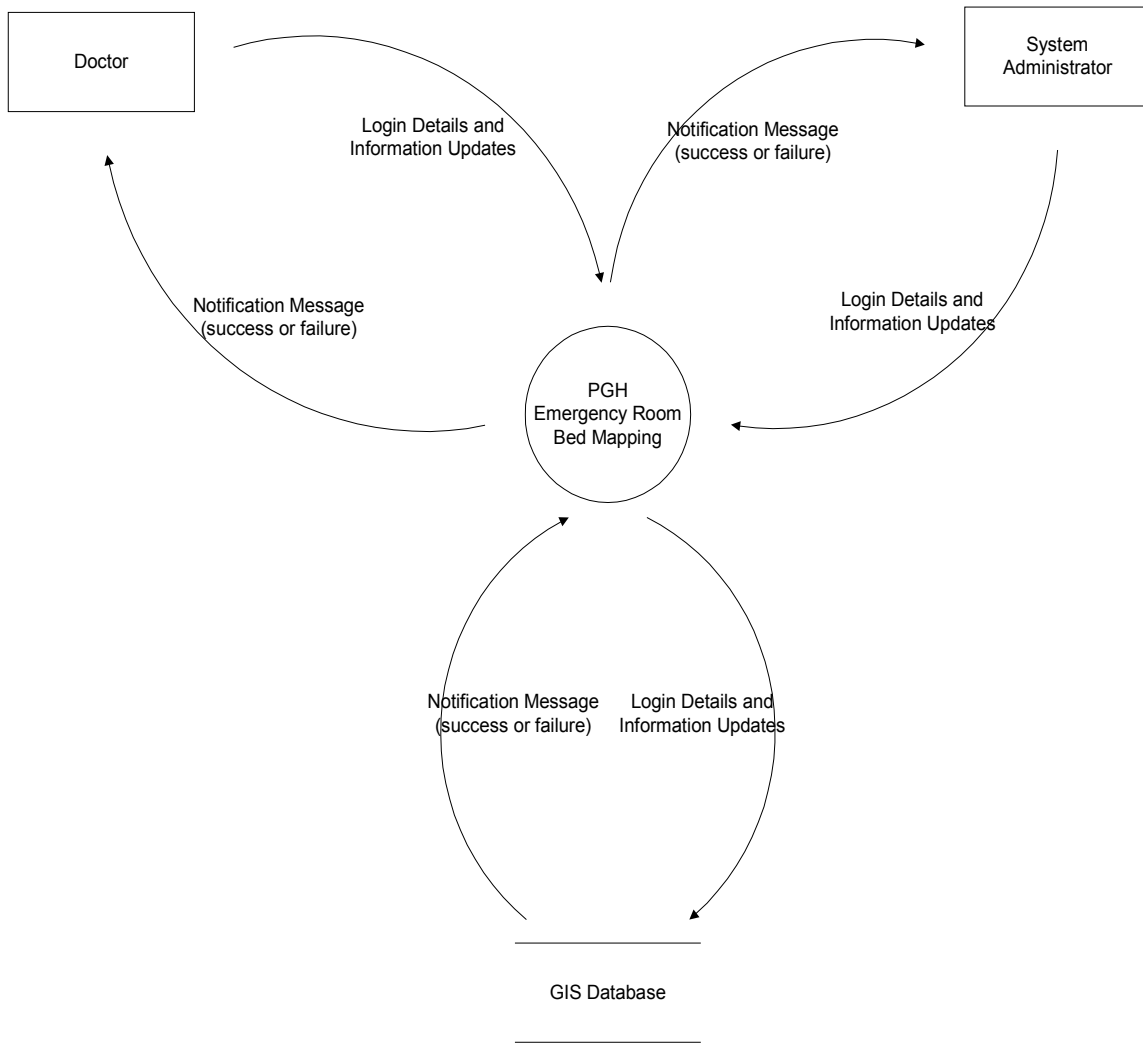 Doctor
System
Administrator
Login Details and
Information Updates
Notification Message
(success or failure)
Notification Message
(success or failure)
Login Details and
Information Updates
PGH
Emergency Room
Bed Mapping
Notification Message
(success or failure)
Login Details and
Information Updates
GIS Database